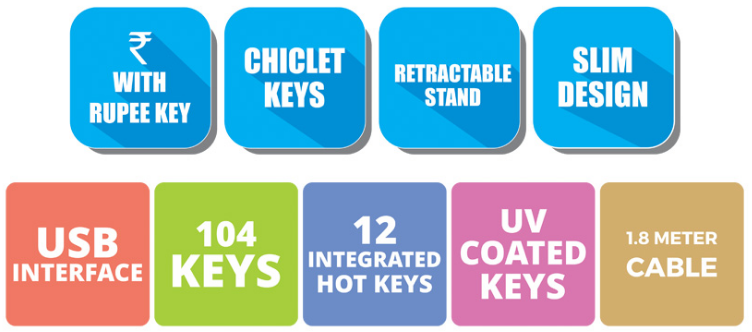 ₹
WITH
RUPEE KEY
CHICLET
KEYS
RETRACTABLE
STAND
SLIM
DESIGN
USB
INTERFACE
104
KEYS
12
INTEGRATED
HOT KEYS
UV
COATED
KEYS
1.8 METER
CABLE